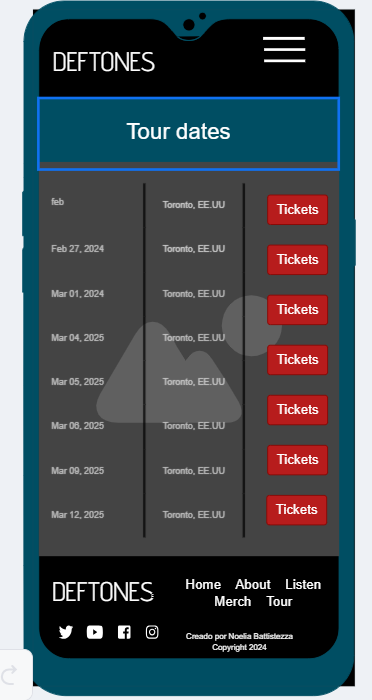 DEFTONES
Tour dates
feb Toronto, EE.UU Tickets
Feb 27, 2024 Toronto, EE.UU Tickets
Mar 01, 2024 Toronto, EE.UU Tickets
Mar 04, 2025 Toronto, EE.UU Tickets
Mar 05, 2025 Toronto, EE.UU Tickets
Mar 08, 2025 Toronto, EE.UU Tickets
Mar 09, 2025 Toronto, EE.UU Tickets
Mar 12, 2025 Toronto, EE.UU
DEFTONES
Home About Listen
Merch Tour
Creado por Noelia Battistezza
Copyright 2024